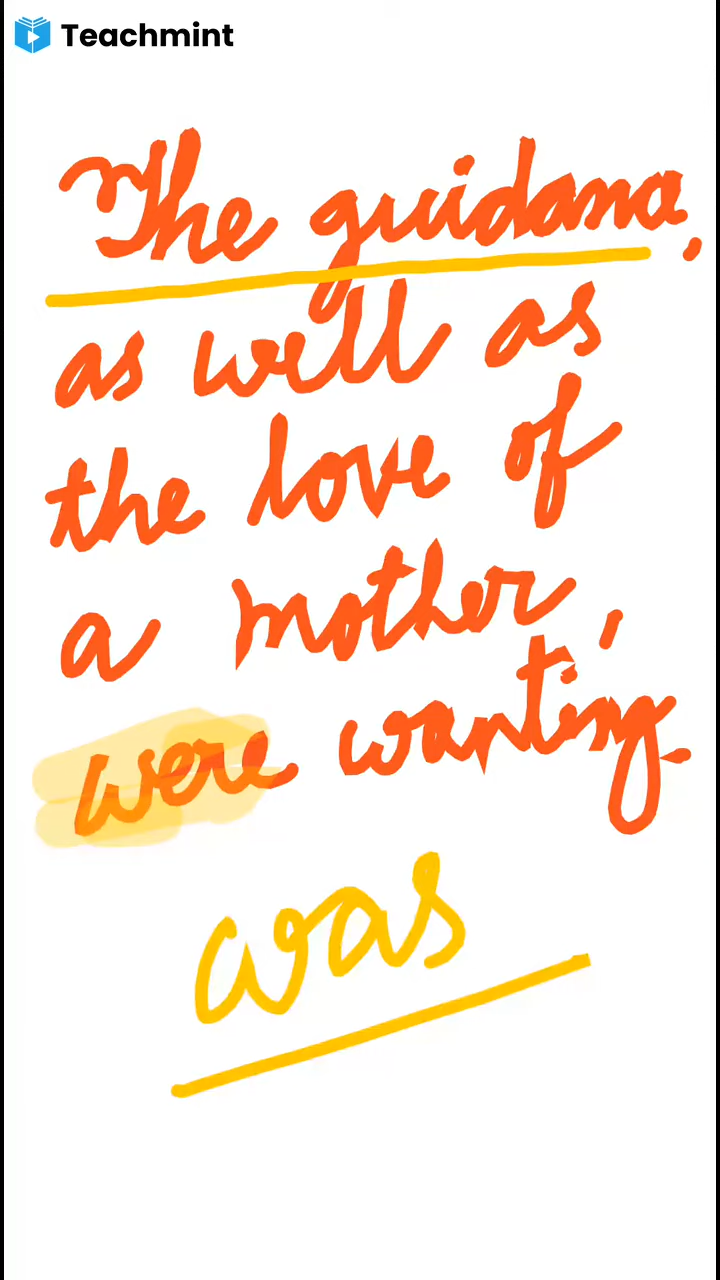 Teachmint
The guidance,
as well as
the love of
a mother,
were wanting.
was